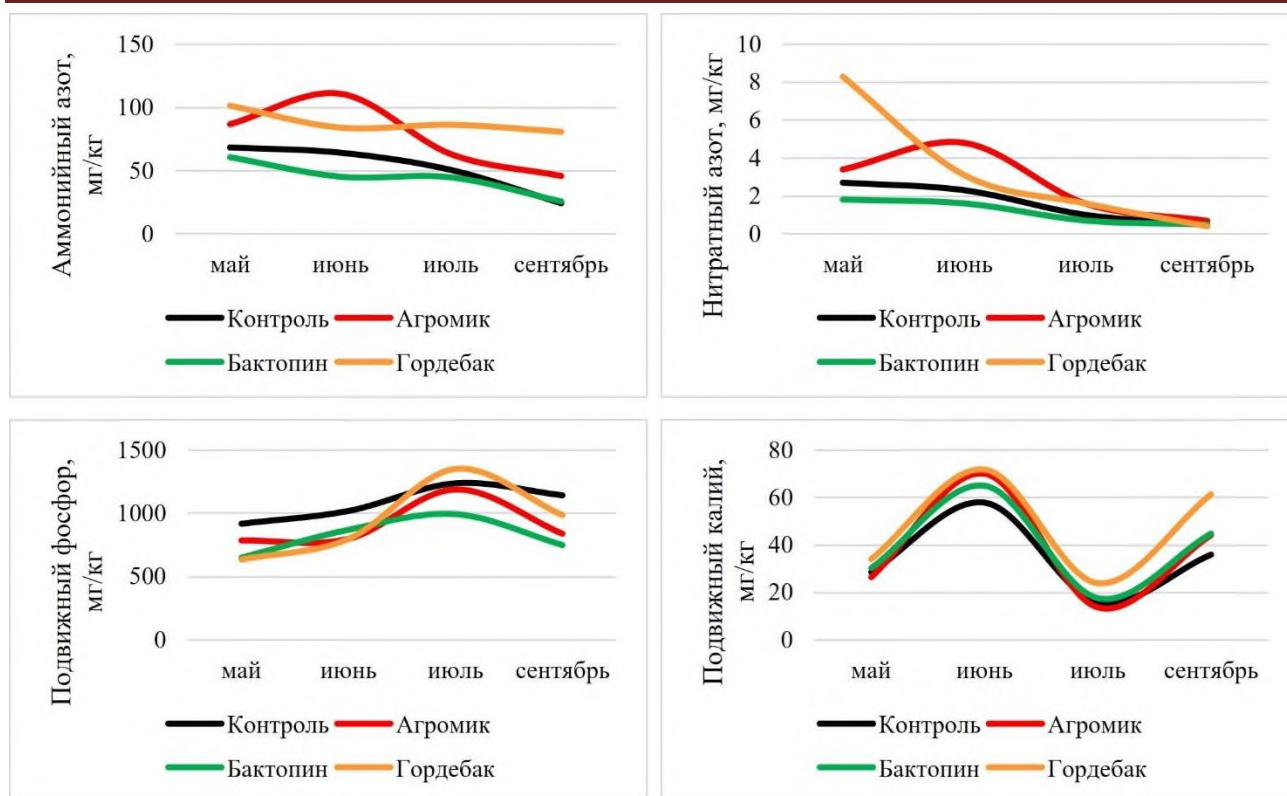 Аммонийный азот,
мг/кг
150
100
50
0
май июнь июль сентябрь
Контроль Агромик
Бактопин Гордебак
Нитратный азот, мг/кг
10
8
6
4
2
0
май июнь июль сентябрь
Контроль Агромик
Бактопин Гордебак
Подвижный фосфор,
мг/кг
1500
1000
500
0
май июнь июль сентябрь
Контроль Агромик
Бактопин Гордебак
Подвижный калий,
мг/кг
80
60
40
20
0
май июнь июль сентябрь
Контроль Агромик
Бактопин Гордебак